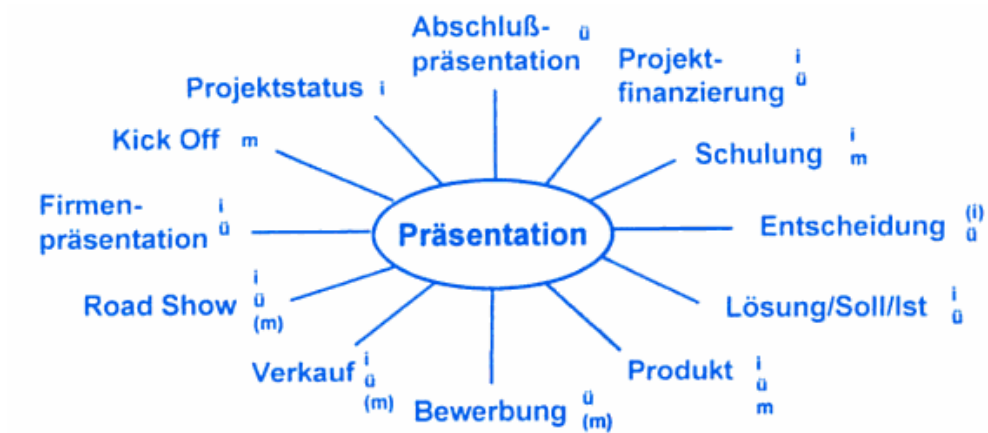 Abschluß- ü
präsentation
Projekt- i
finanzierung ü
Projektstatus i
Kick Off m
Schulung i
m
Firmen- i
präsentation ü
Präsentation
Entscheidung (i)
ü
Road Show i
ü
(m)
Lösung/Soll/Ist i
ü
Verkauf i
ü
(m)
Bewerbung ü
(m)
Produkt i
ü
m